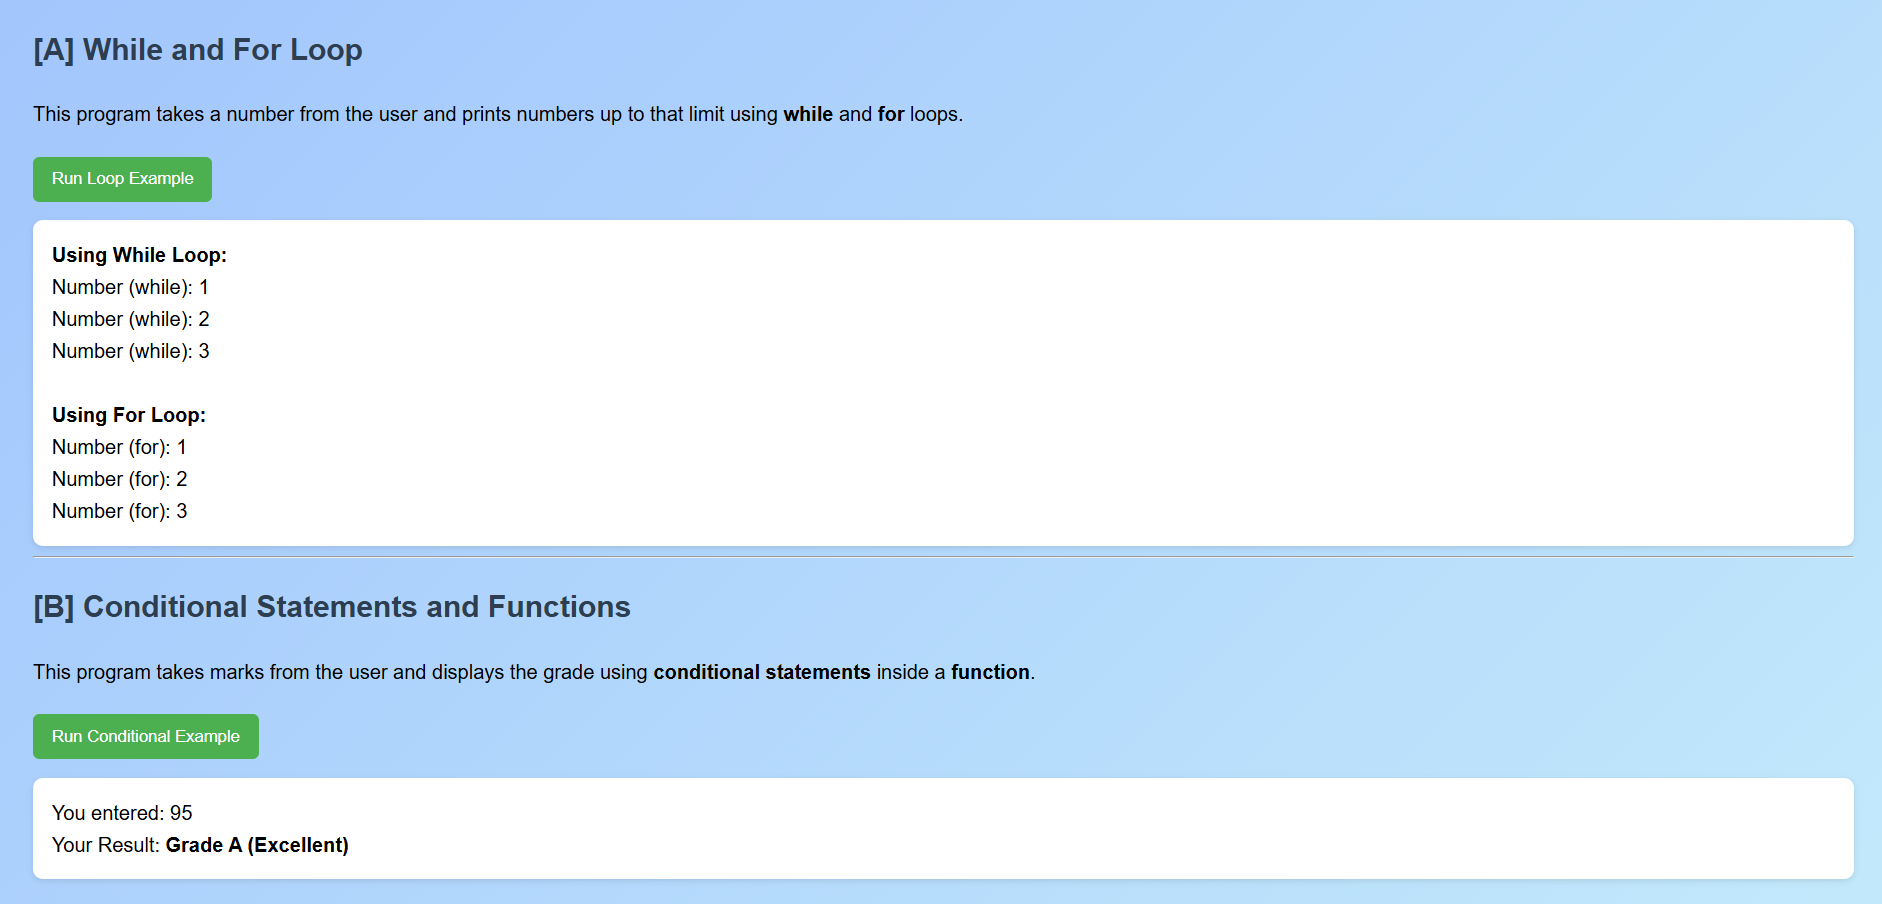 [A] While and For Loop
This program takes a number from the user and prints numbers up to that limit using while and for loops.
Run Loop Example
Using While Loop:
Number (while): 1
Number (while): 2
Number (while): 3
Using For Loop:
Number (for): 1
Number (for): 2
Number (for): 3
[B] Conditional Statements and Functions
This program takes marks from the user and displays the grade using conditional statements inside a function.
Run Conditional Example
You entered: 95
Your Result: Grade A (Excellent)